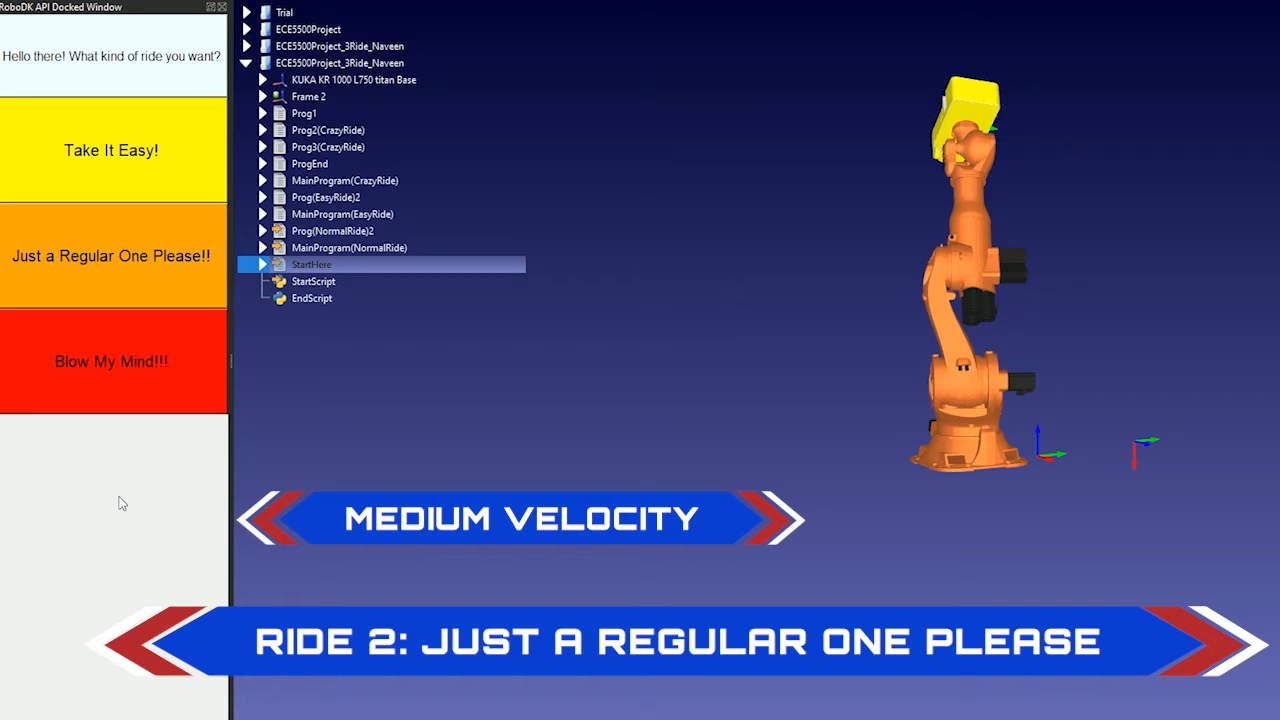 RoboDK API Docked Window
Hello there! What kind of ride you want?
Take It Easy!
Just a Regular One Please!!
Blow My Mind!!!
Trial
ECE5500Project
ECE5500Project_3Ride_Naveen
ECE5500Project_3Ride_Naveen
KUKA KR 1000 L750 titan Base
Frame 2
Prog1
Prog2(CrazyRide)
Prog3(CrazyRide)
ProgEnd
MainProgram(CrazyRide)
Prog(EasyRide)2
MainProgram(EasyRide)
Prog(NormalRide)2
MainProgram(NormalRide)
StartHere
StartScript
EndScript
MEDIUM VELOCITY
RIDE 2: JUST A REGULAR ONE PLEASE